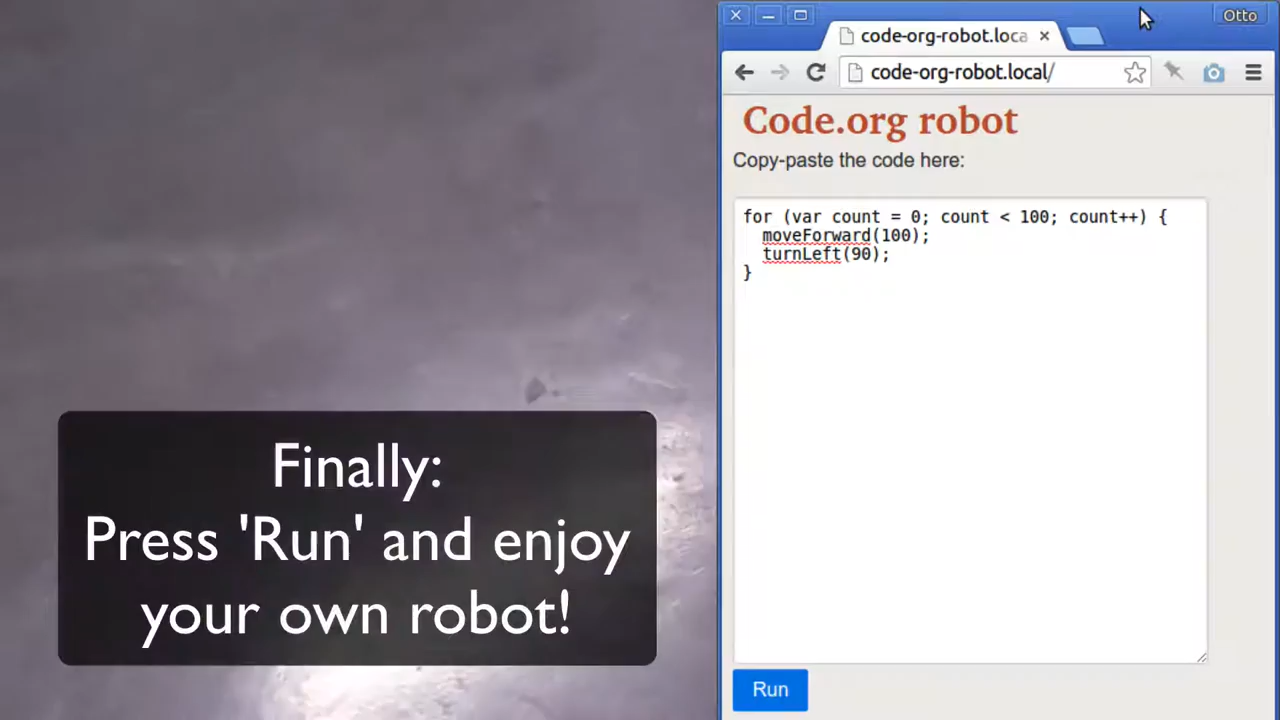 Otto
code-org-robot.loca
code-org-robot.local/
Code.org robot
Copy-paste the code here:
for (var count = 0; count < 100; count++) {
  moveForward(100);
  turnLeft(90);
}
Run
Finally:
Press 'Run' and enjoy
your own robot!